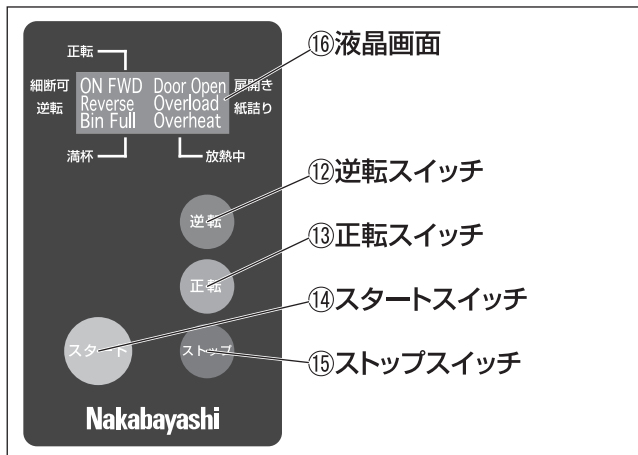 正転
細断可 ON FWD Door Open 扉開き
逆転 Reverse Overload 紙詰り
Bin Full Overheat
満杯 放熱中
⑯液晶画面
逆転
⑫逆転スイッチ
正転
⑬正転スイッチ
スタート
⑭スタートスイッチ
ストップ
⑮ストップスイッチ
Nakabayashi